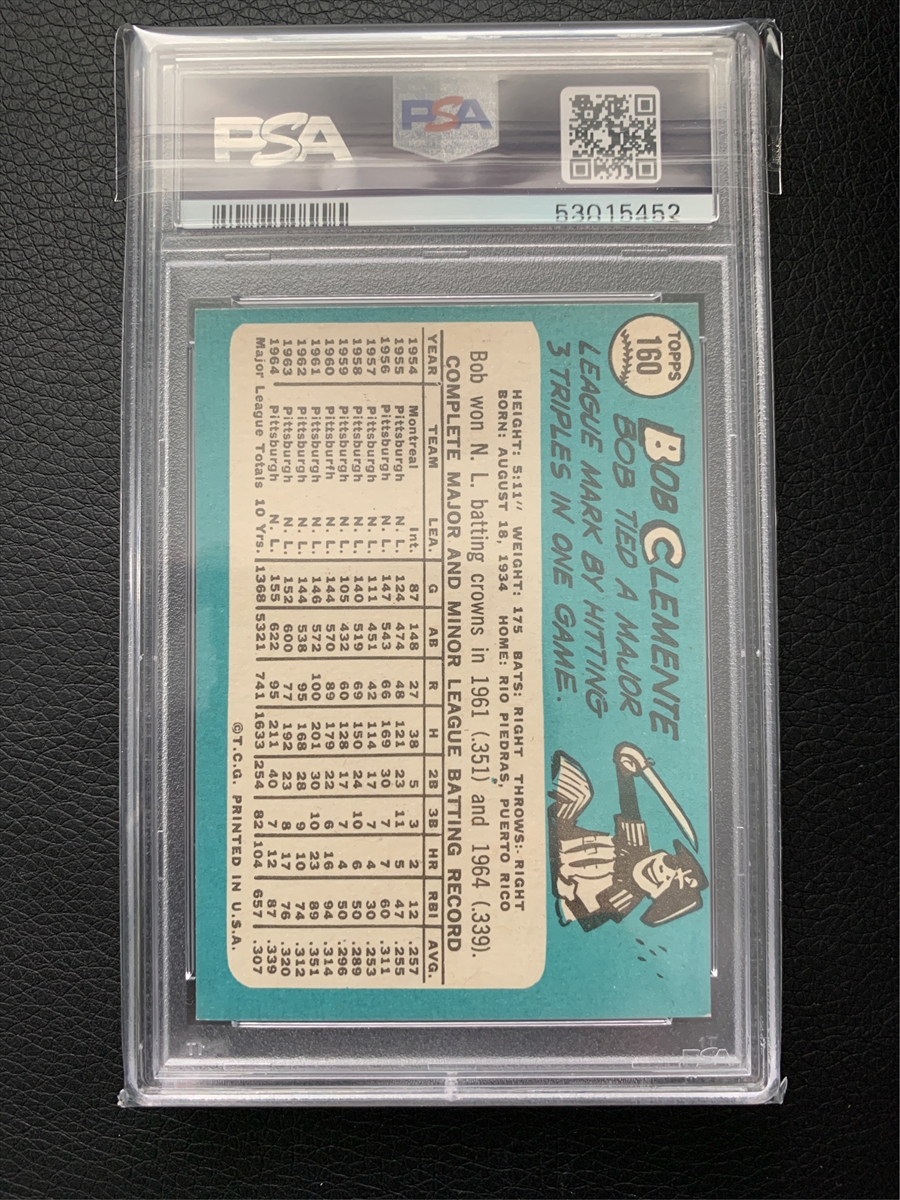 PSA
PSA
53015452
TOPPS
160
BOB CLEMENTE
BOB TIED A MAJOR
LEAGUE MARK BY HITTING
3 TRIPLES IN ONE GAME.
HEIGHT: 5:11" WEIGHT: 175 BATS: RIGHT THROWS: RIGHT
BORN: AUGUST 18, 1934 HOME: RIO PIEDRAS, PUERTO RICO
Bob won N. L. batting crowns in 1961 (.351) and 1964 (.339).
COMPLETE MAJOR AND MINOR LEAGUE BATTING RECORD
YEAR TEAM LEA. G AB R H 2B 3B HR RBI AVG.
1954 Montreal Int. 87 148 27 38 5 3 2 12 .257
1955 Pittsburgh N. L. 124 474 48 121 23 11 5 47 .255
1956 Pittsburgh N. L. 147 543 66 169 30 7 7 60 .311
1957 Pittsburgh N. L. 111 451 42 114 17 7 4 30 .253
1958 Pittsburgh N. L. 140 519 69 150 24 10 6 50 .289
1959 Pittsburgh N. L. 105 432 60 128 17 7 4 50 .296
1960 Pittsburfh N. L. 144 570 89 179 22 6 16 94 .314
1961 Pittsburgh N. L. 146 572 100 201 30 10 23 89 .351
1962 Pittsburgh N. L. 144 538 95 168 28 9 10 74 .312
1963 Pittsburgh N. L. 152 600 77 192 23 8 17 76 .320
1964 Pittsburgh N. L. 155 622 95 211 40 7 12 87 .339
Major League Totals 10 Yrs. 1368 5321 741 1633 254 82 104 657 .307
©T.C.G. PRINTED IN U.S.A.
PSA